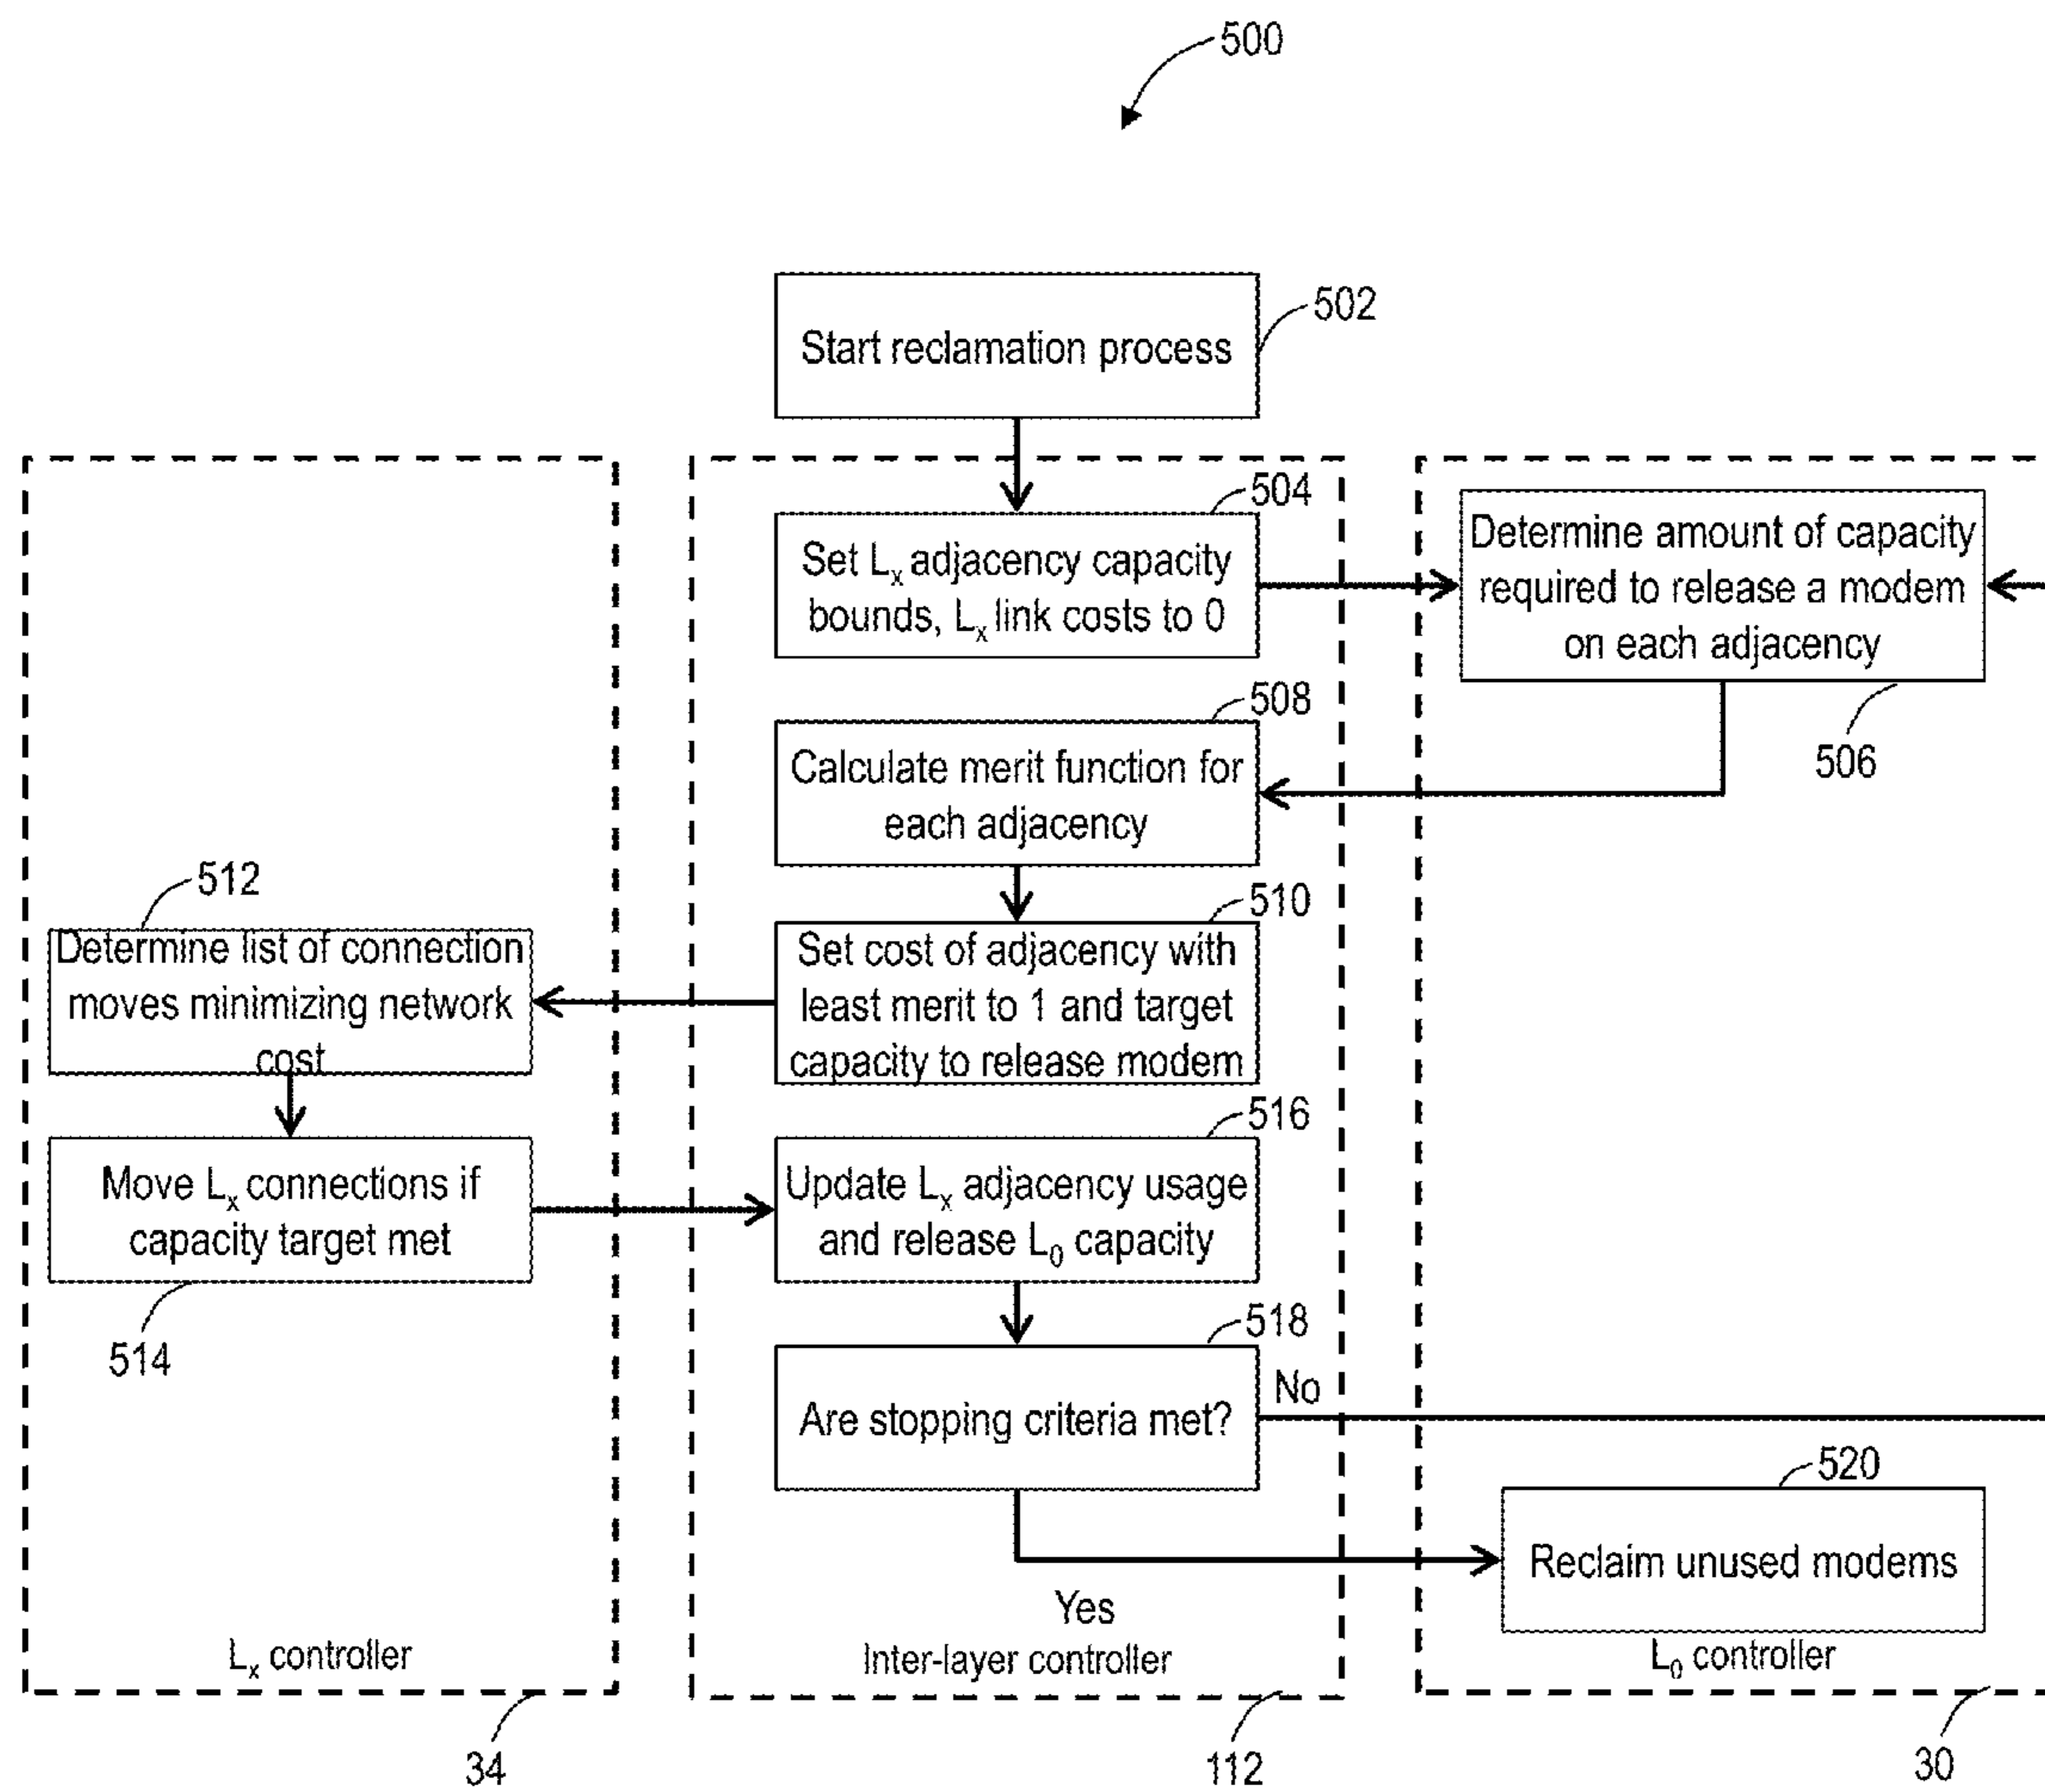 500
502
Start reclamation process
504
Set Lx adjacency capacity
bounds, Lx link costs to 0
Determine amount of capacity
required to release a modem
on each adjacency
506
508
Calculate merit function for
each adjacency
510
Set cost of adjacency with
least merit to 1 and target
capacity to release modem
512
Determine list of connection
moves minimizing network
cost
Move Lx connections if
capacity target met
514
516
Update Lx adjacency usage
and release L0 capacity
518
Are stopping criteria met?
No
Yes
520
Reclaim unused modems
Lx controller
Inter-layer controller
L0 controller
34
112
30